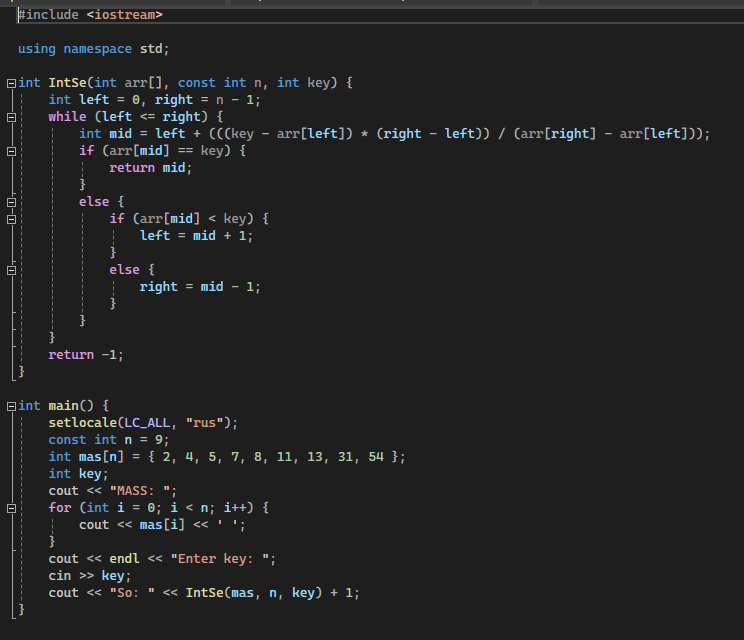 #include <iostream>

using namespace std;

int IntSe(int arr[], const int n, int key) {
    int left = 0, right = n - 1;
    while (left <= right) {
        int mid = left + (((key - arr[left]) * (right - left)) / (arr[right] - arr[left]));
        if (arr[mid] == key) {
            return mid;
        }
        else {
            if (arr[mid] < key) {
                left = mid + 1;
            }
            else {
                right = mid - 1;
            }
        }
    }
    return -1;
}

int main() {
    setlocale(LC_ALL, "rus");
    const int n = 9;
    int mas[n] = { 2, 4, 5, 7, 8, 11, 13, 31, 54 };
    int key;
    cout << "MASS: ";
    for (int i = 0; i < n; i++) {
        cout << mas[i] << ' ';
    }
    cout << endl << "Enter key: ";
    cin >> key;
    cout << "So: " << IntSe(mas, n, key) + 1;
}